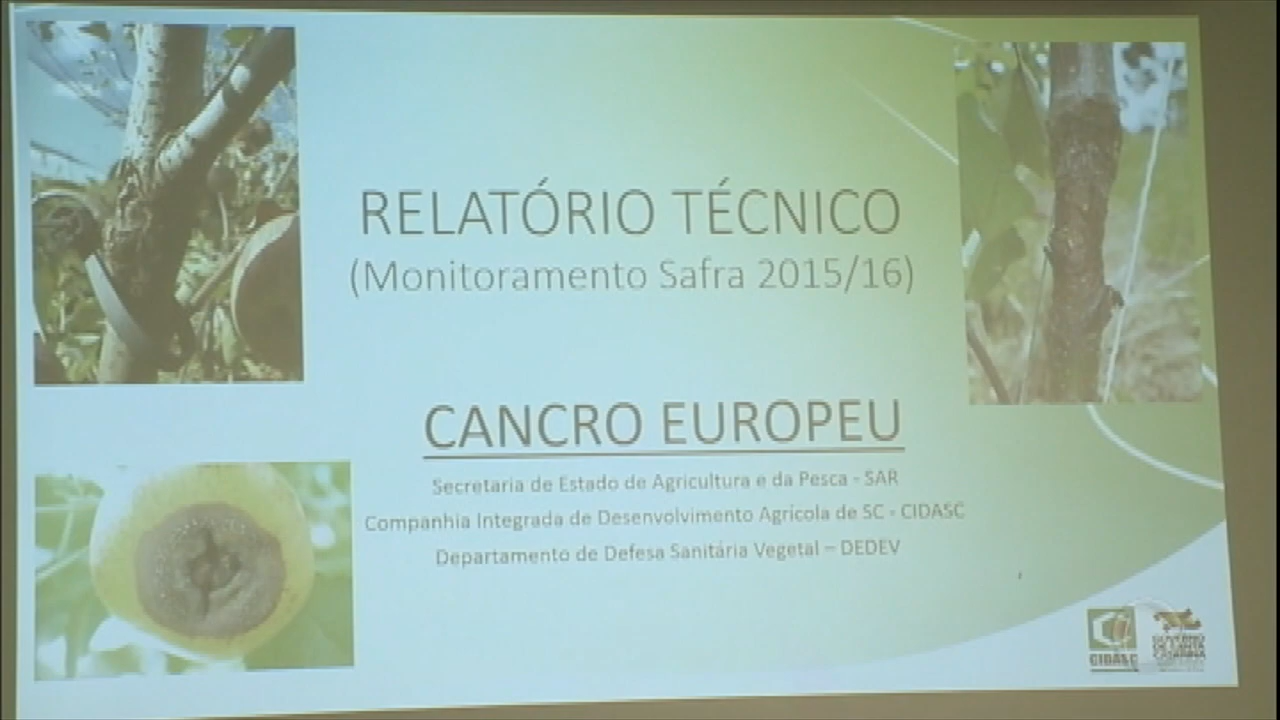 RELATÓRIO TÉCNICO
(Monitoramento Safra 2015/16)
CANCRO EUROPEU
Secretaria de Estado de Agricultura e da Pesca - SAR
Companhia Integrada de Desenvolvimento Agrícola de SC - CIDASC
Departamento de Defesa Sanitária Vegetal – DEDEV
CIDASC